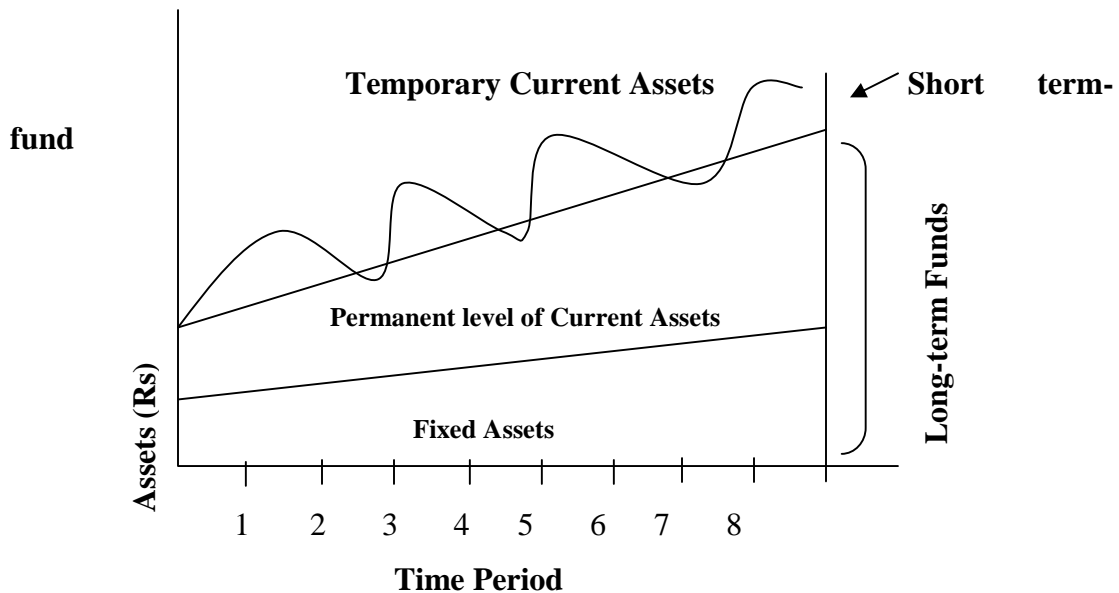 Temporary Current Assets
Short term-
fund
Permanent level of Current Assets
Long-term Funds
Assets (Rs)
Fixed Assets
1 2 3 4 5 6 7 8
Time Period